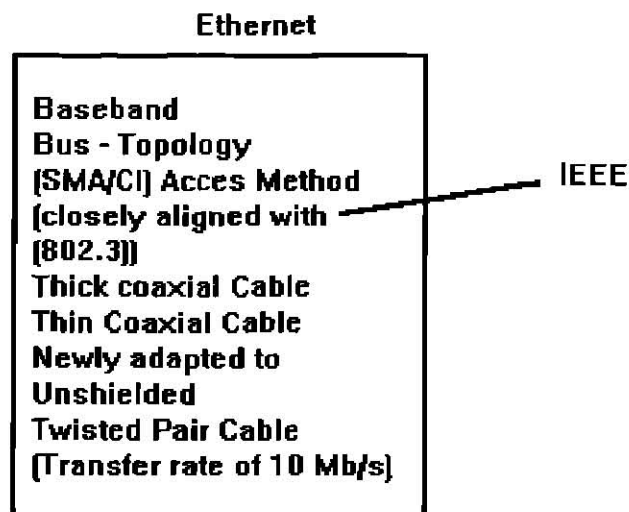 Ethernet
Baseband
Bus - Topology
(SMA/CI) Acces Method
(closely aligned with
(802.3))
Thick coaxial Cable
Thin Coaxial Cable
Newly adapted to
Unshielded
Twisted Pair Cable
(Transfer rate of 10 Mb/s)
IEEE